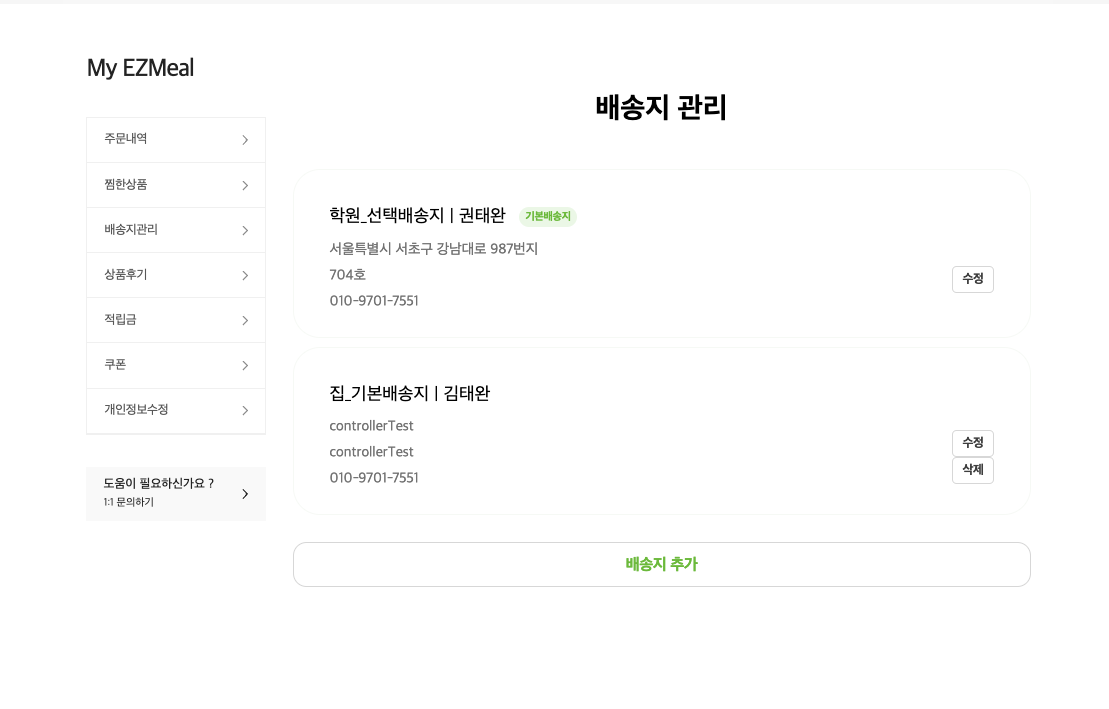 My EZMeal
주문내역
찜한상품
배송지관리
상품후기
적립금
쿠폰
개인정보수정
도움이 필요하신가요 ?
1:1 문의하기
배송지 관리
학원_선택배송지 | 권태완 기본배송지
서울특별시 서초구 강남대로 987번지
704호
010-9701-7551
수정
집_기본배송지 | 김태완
controllerTest
controllerTest
010-9701-7551
수정
삭제
배송지 추가